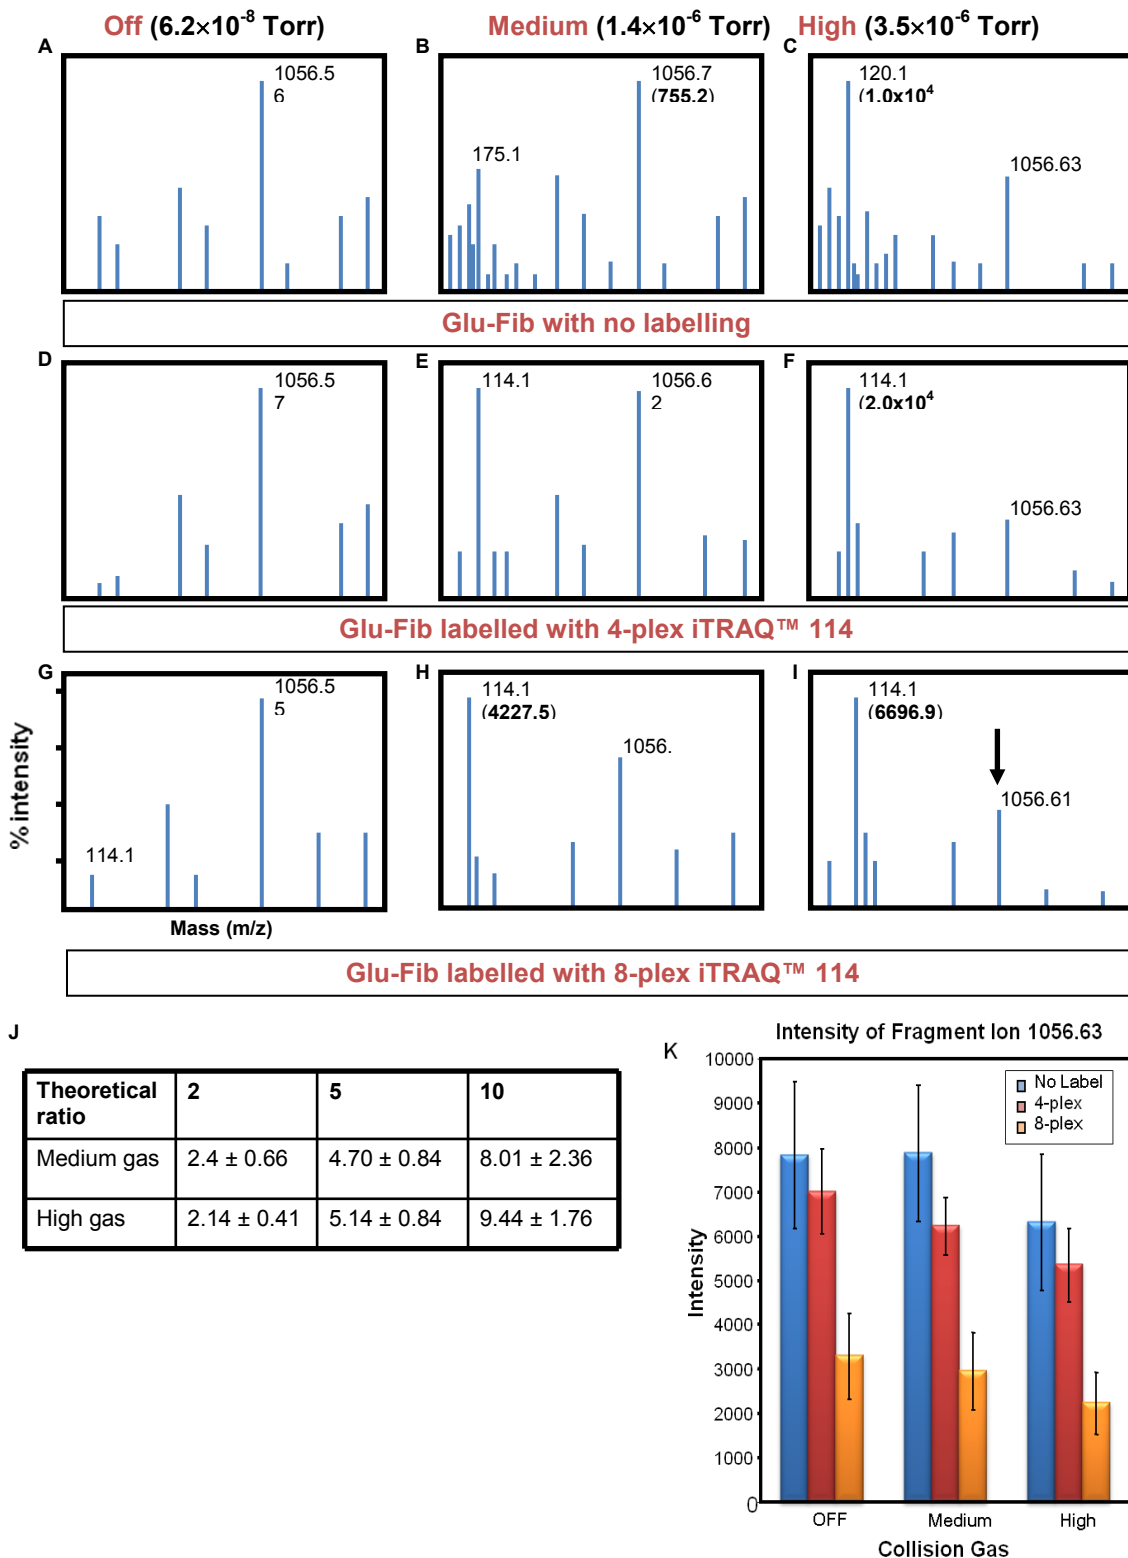 Off (6.2×10⁻⁸ Torr)
Medium (1.4×10⁻⁶ Torr)
High (3.5×10⁻⁶ Torr)
A
1056.5
6
B
1056.7
(755.2)
175.1
C
120.1
(1.0x10⁴
1056.63
Glu-Fib with no labelling
D
1056.5
7
E
114.1
1056.6
2
F
114.1
(2.0x10⁴
1056.63
Glu-Fib labelled with 4-plex iTRAQ™ 114
G
1056.5
5
114.1
% intensity
Mass (m/z)
H
114.1
(4227.5)
1056.
I
114.1
(6696.9)
1056.61
Glu-Fib labelled with 8-plex iTRAQ™ 114
J
Theoretical
ratio
2
5
10
Medium gas
2.4 ± 0.66
4.70 ± 0.84
8.01 ± 2.36
High gas
2.14 ± 0.41
5.14 ± 0.84
9.44 ± 1.76
K
Intensity of Fragment Ion 1056.63
10000
9000
8000
7000
6000
5000
4000
3000
2000
1000
0
Intensity
No Label
4-plex
8-plex
OFF
Medium
High
Collision Gas